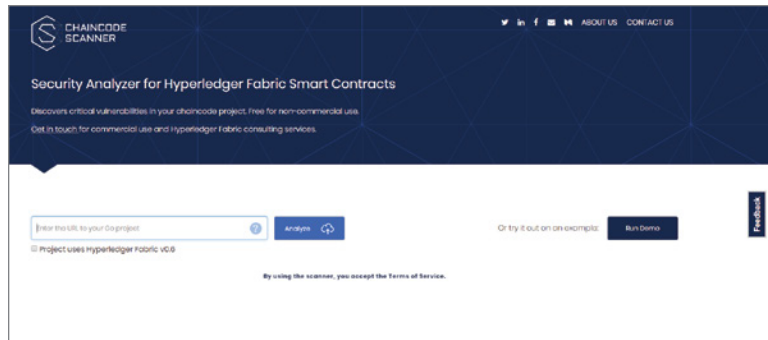 CHAINCODE
SCANNER
ABOUT US CONTACT US
Security Analyzer for Hyperledger Fabric Smart Contracts
Discovers critical vulnerabilities in your chaincode project. Free for non-commercial use.
Get in touch for commercial use and Hyperledger Fabric consulting services.
Feedback
Enter the URL to your Go project
?
Analyze
Or try it out on an example:
Run Demo
Project uses Hyperledger Fabric v0.6
By using the scanner, you accept the Terms of Service.